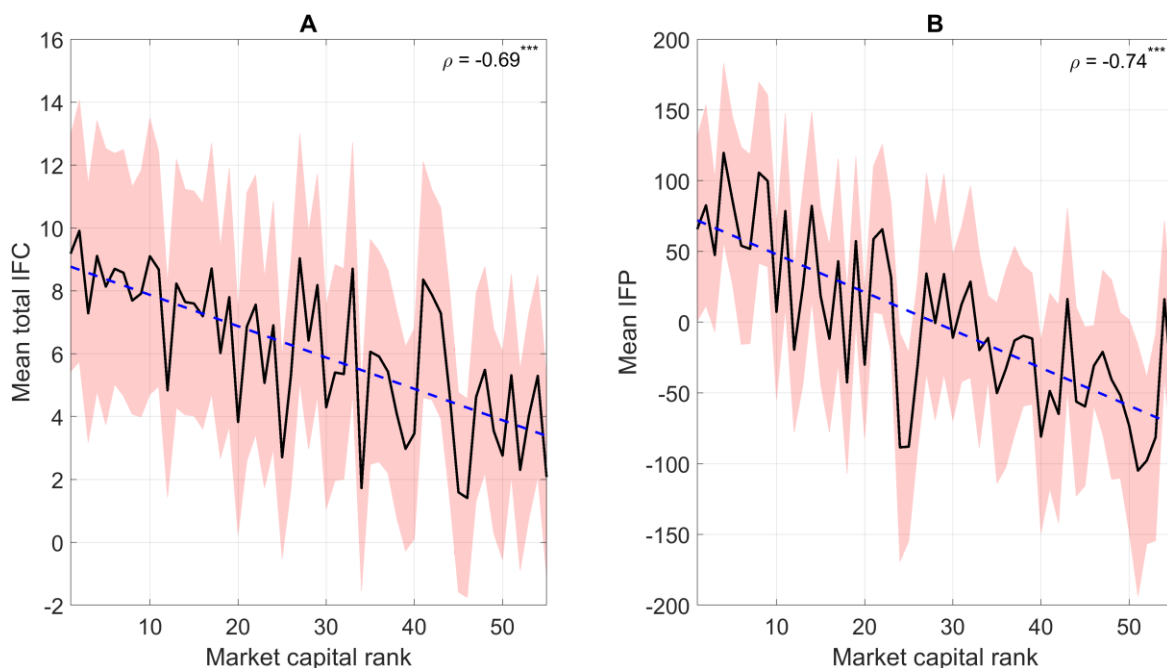 A
ρ = -0.69***
Mean total IFC
16
14
12
10
8
6
4
2
0
-2
10 20 30 40 50
Market capital rank
B
ρ = -0.74***
Mean IFP
200
150
100
50
0
-50
-100
-150
-200
10 20 30 40 50
Market capital rank